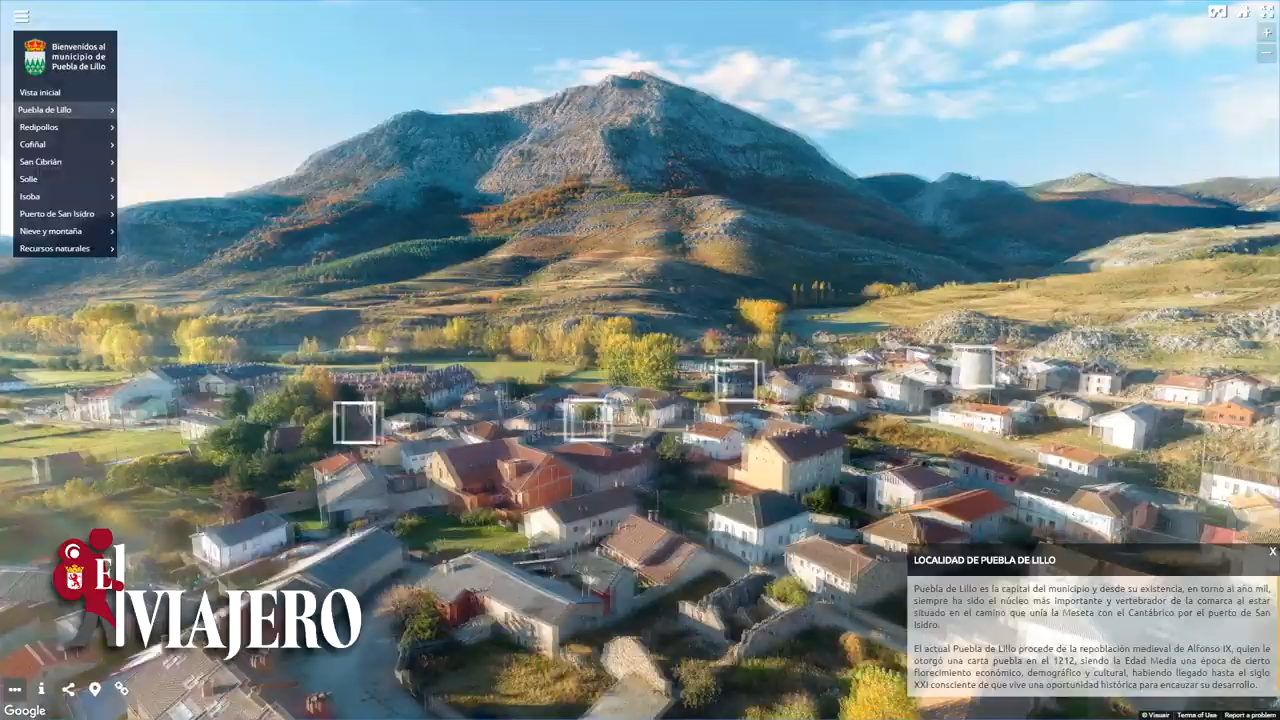 Bienvenidos al
municipio de
Puebla de Lillo
Vista inicial
Puebla de Lillo
Redipollos
Cofiñal
San Cibrián
Solle
Isoba
Puerto de San Isidro
Nieve y montaña
Recursos naturales
EL
VIAJERO
LOCALIDAD DE PUEBLA DE LILLO
X
Puebla de Lillo es la capital del municipio y desde su existencia, en torno al año mil,
siempre ha sido el núcleo más importante y vertebrador de la comarca al estar
situado en el camino que unía la Meseta con el Cantábrico por el puerto de San
Isidro.
El actual Puebla de Lillo procede de la repoblación medieval de Alfonso IX, quien le
otorgó una carta puebla en el 1212, siendo la Edad Media una época de cierto
florecimiento económico, demográfico y cultural, habiendo llegado hasta el siglo
XXI consciente de que vive una oportunidad histórica para encauzar su desarrollo.
Google
© Visuair Terms of Use Report a problem